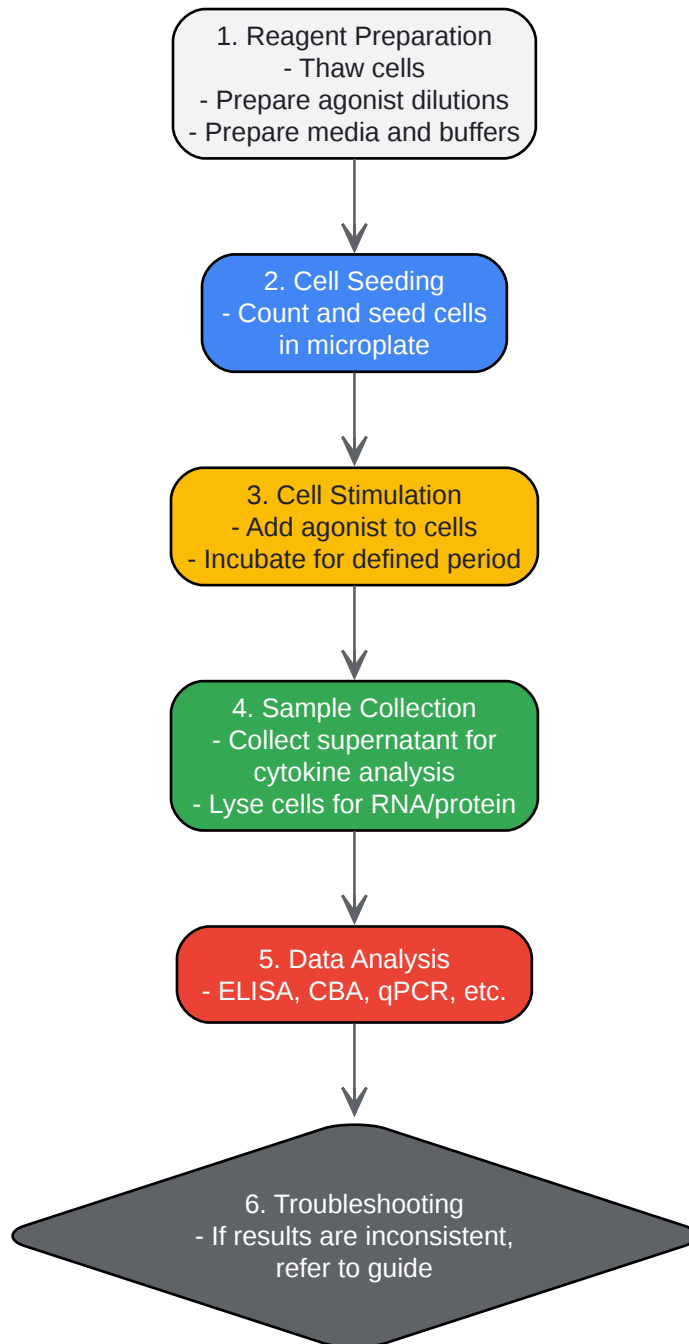 1. Reagent Preparation
- Thaw cells
- Prepare agonist dilutions
- Prepare media and buffers
2. Cell Seeding
- Count and seed cells
in microplate
3. Cell Stimulation
- Add agonist to cells
- Incubate for defined period
4. Sample Collection
- Collect supernatant for
cytokine analysis
- Lyse cells for RNA/protein
5. Data Analysis
- ELISA, CBA, qPCR, etc.
6. Troubleshooting
- If results are inconsistent,
refer to guide